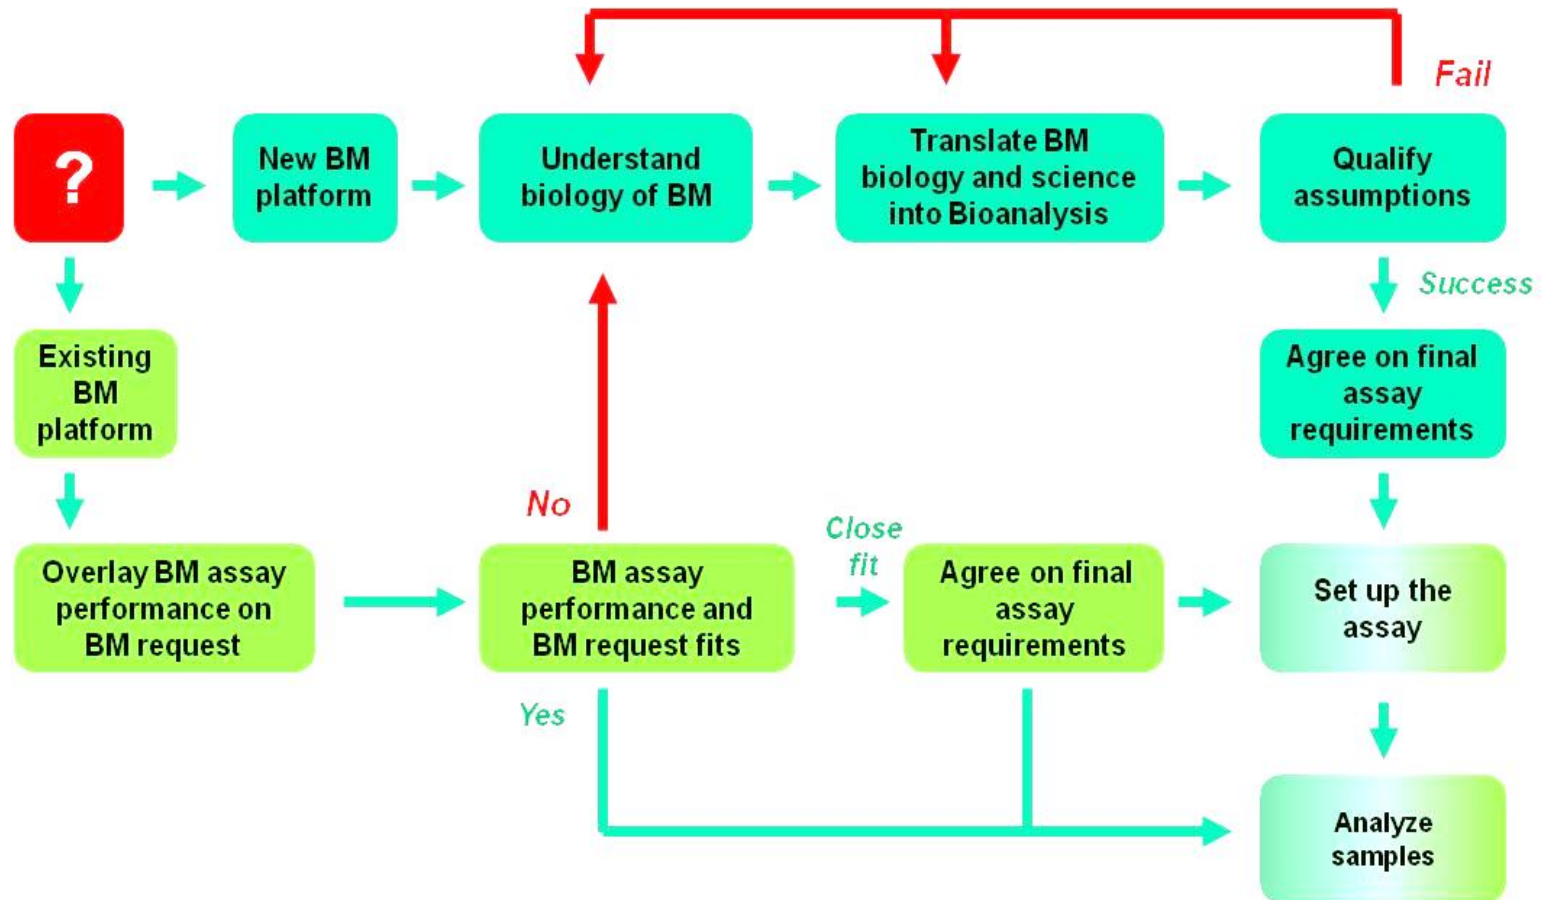 Fail
?
New BM
platform
Understand
biology of BM
Translate BM
biology and science
into Bioanalysis
Qualify
assumptions
Success
Existing
BM
platform
Agree on final
assay
requirements
No
Close
fit
Overlay BM assay
performance on
BM request
BM assay
performance and
BM request fits
Agree on final
assay
requirements
Set up the
assay
Yes
Analyze
samples